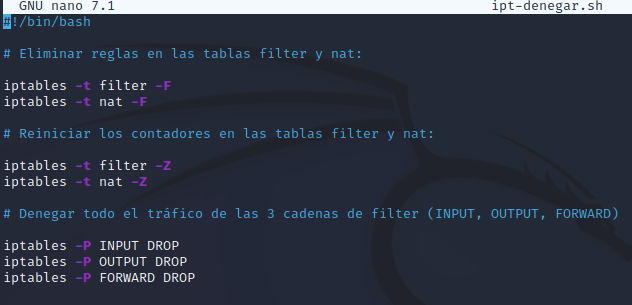 GNU nano 7.1 ipt-denegar.sh
#!/bin/bash
# Eliminar reglas en las tablas filter y nat:
iptables -t filter -F
iptables -t nat -F
# Reiniciar los contadores en las tablas filter y nat:
iptables -t filter -Z
iptables -t nat -Z
# Denegar todo el tráfico de las 3 cadenas de filter (INPUT, OUTPUT, FORWARD)
iptables -P INPUT DROP
iptables -P OUTPUT DROP
iptables -P FORWARD DROP